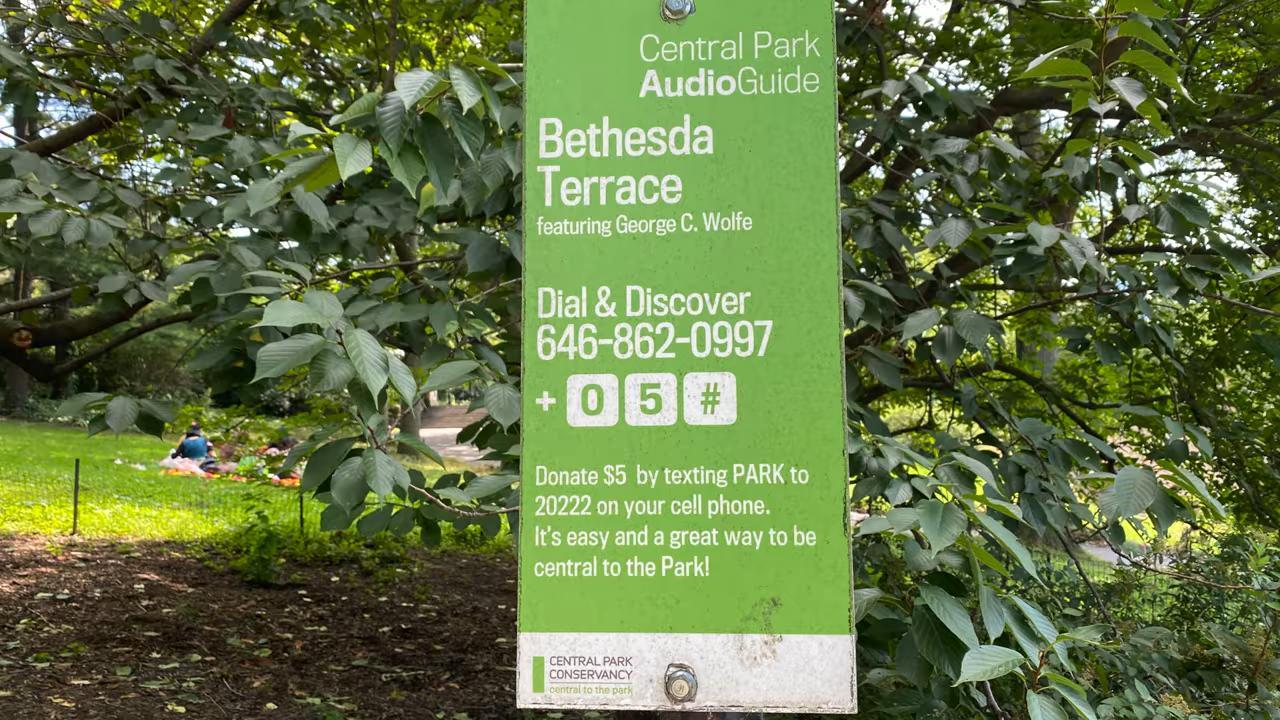 Central Park
AudioGuide
Bethesda
Terrace
featuring George C. Wolfe
Dial & Discover
646-862-0997
+ 0 5 #
Donate $5 by texting PARK to
20222 on your cell phone.
It's easy and a great way to be
central to the Park!
CENTRAL PARK
CONSERVANCY
central to the park